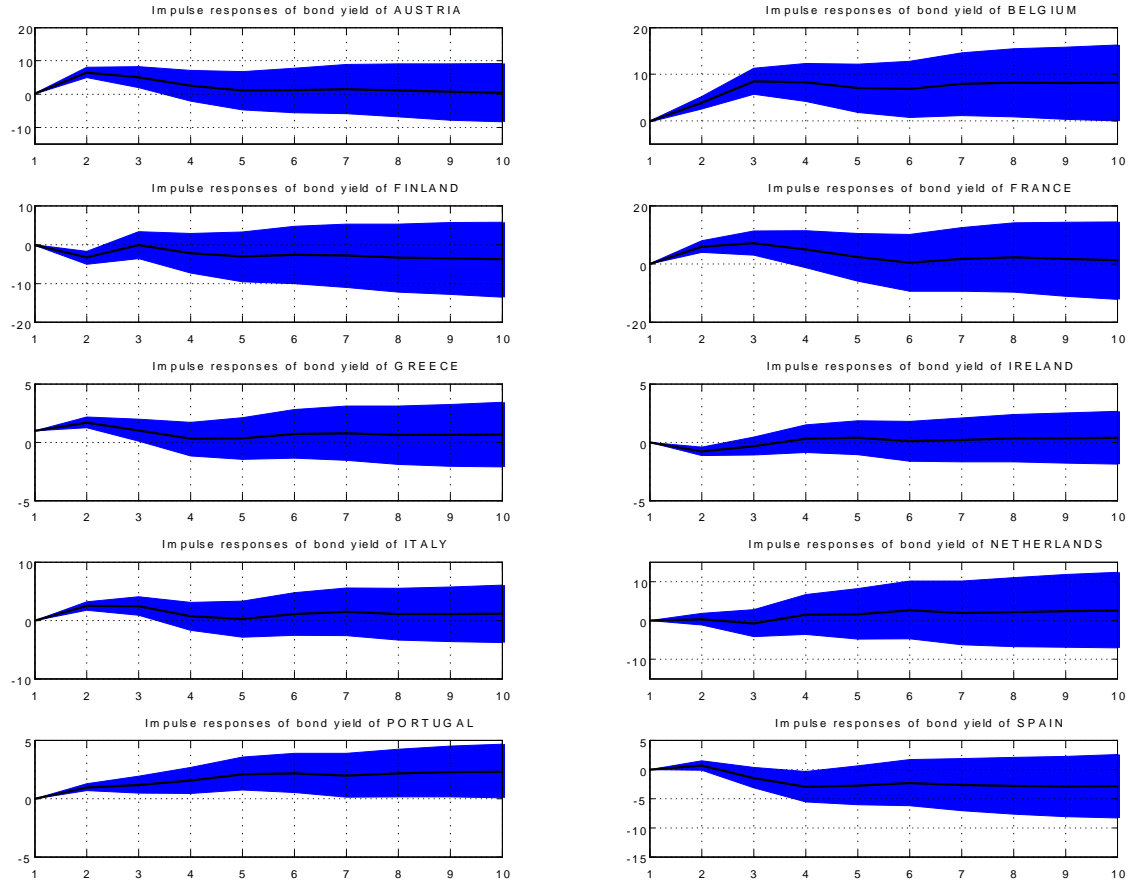 Impulse responses of bond yield of AUSTRIA
20
10
0
-10
1 2 3 4 5 6 7 8 9 10
Impulse responses of bond yield of BELGIUM
20
10
0
1 2 3 4 5 6 7 8 9 10
Impulse responses of bond yield of FINLAND
10
0
-10
-20
1 2 3 4 5 6 7 8 9 10
Impulse responses of bond yield of FRANCE
20
0
-20
1 2 3 4 5 6 7 8 9 10
Impulse responses of bond yield of GREECE
5
0
-5
1 2 3 4 5 6 7 8 9 10
Impulse responses of bond yield of IRELAND
5
0
-5
1 2 3 4 5 6 7 8 9 10
Impulse responses of bond yield of ITALY
10
0
-10
1 2 3 4 5 6 7 8 9 10
Impulse responses of bond yield of NETHERLANDS
10
0
-10
1 2 3 4 5 6 7 8 9 10
Impulse responses of bond yield of PORTUGAL
5
0
-5
1 2 3 4 5 6 7 8 9 10
Impulse responses of bond yield of SPAIN
5
0
-5
-10
-15
1 2 3 4 5 6 7 8 9 10